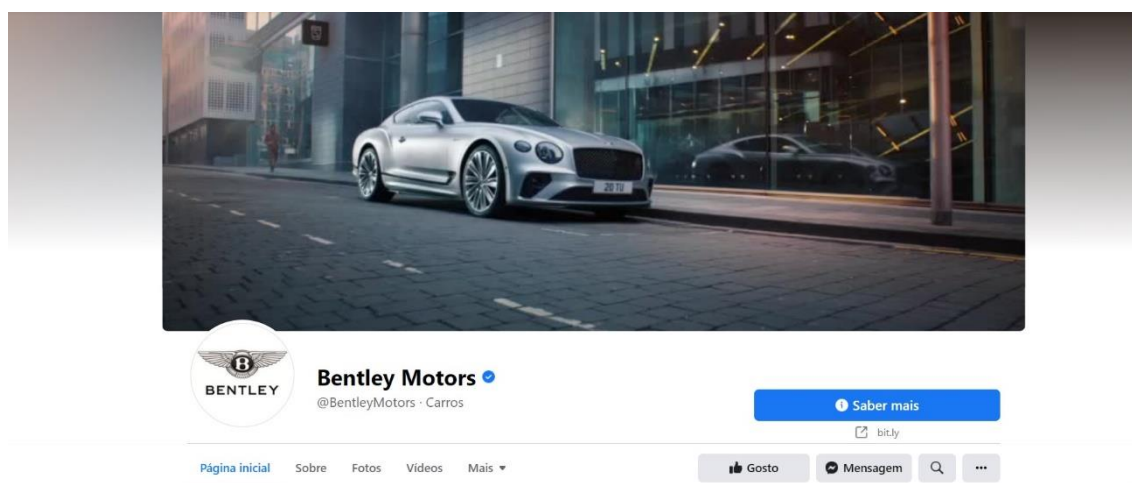 20 TU
B
BENTLEY
Bentley Motors
@BentleyMotors · Carros
Saber mais
bit.ly
Página inicial
Sobre
Fotos
Vídeos
Mais
Gosto
Mensagem